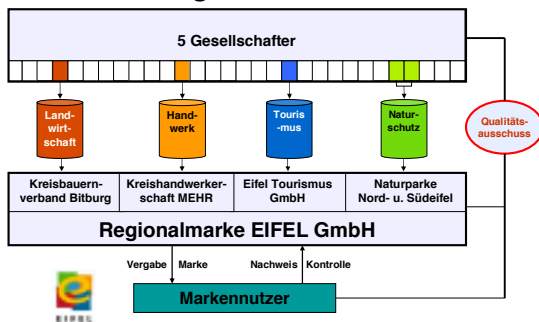 5 Gesellschafter
Land-
wirt-
schaft
Hand-
werk
Touris
-mus
Natur-
schutz
Qualitäts-
ausschuss
Kreisbauern-
verband Bitburg
Kreishandwerker-
schaft MEHR
Eifel Tourismus
GmbH
Naturparke
Nord- u. Südeifel
Regionalmarke EIFEL GmbH
Vergabe Marke
Nachweis Kontrolle
Markennutzer
EIFEL